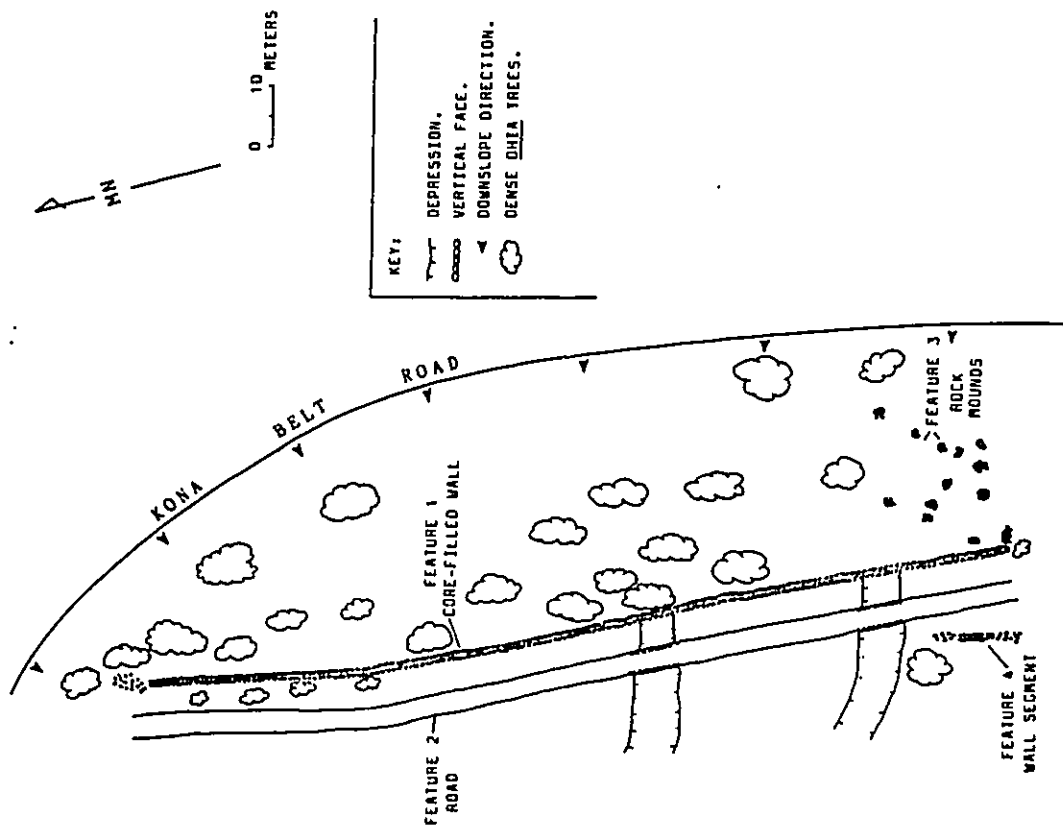 MN
0 10
METERS
KEY:
DEPRESSION.
VERTICAL FACE.
DOWNSLOPE DIRECTION.
DENSE OHIA TREES.
KONA BELT ROAD
FEATURE 1
CORE-FILLED WALL
FEATURE 2
ROAD
FEATURE 3
ROCK
MOUNDS
FEATURE 4
WALL SEGMENT